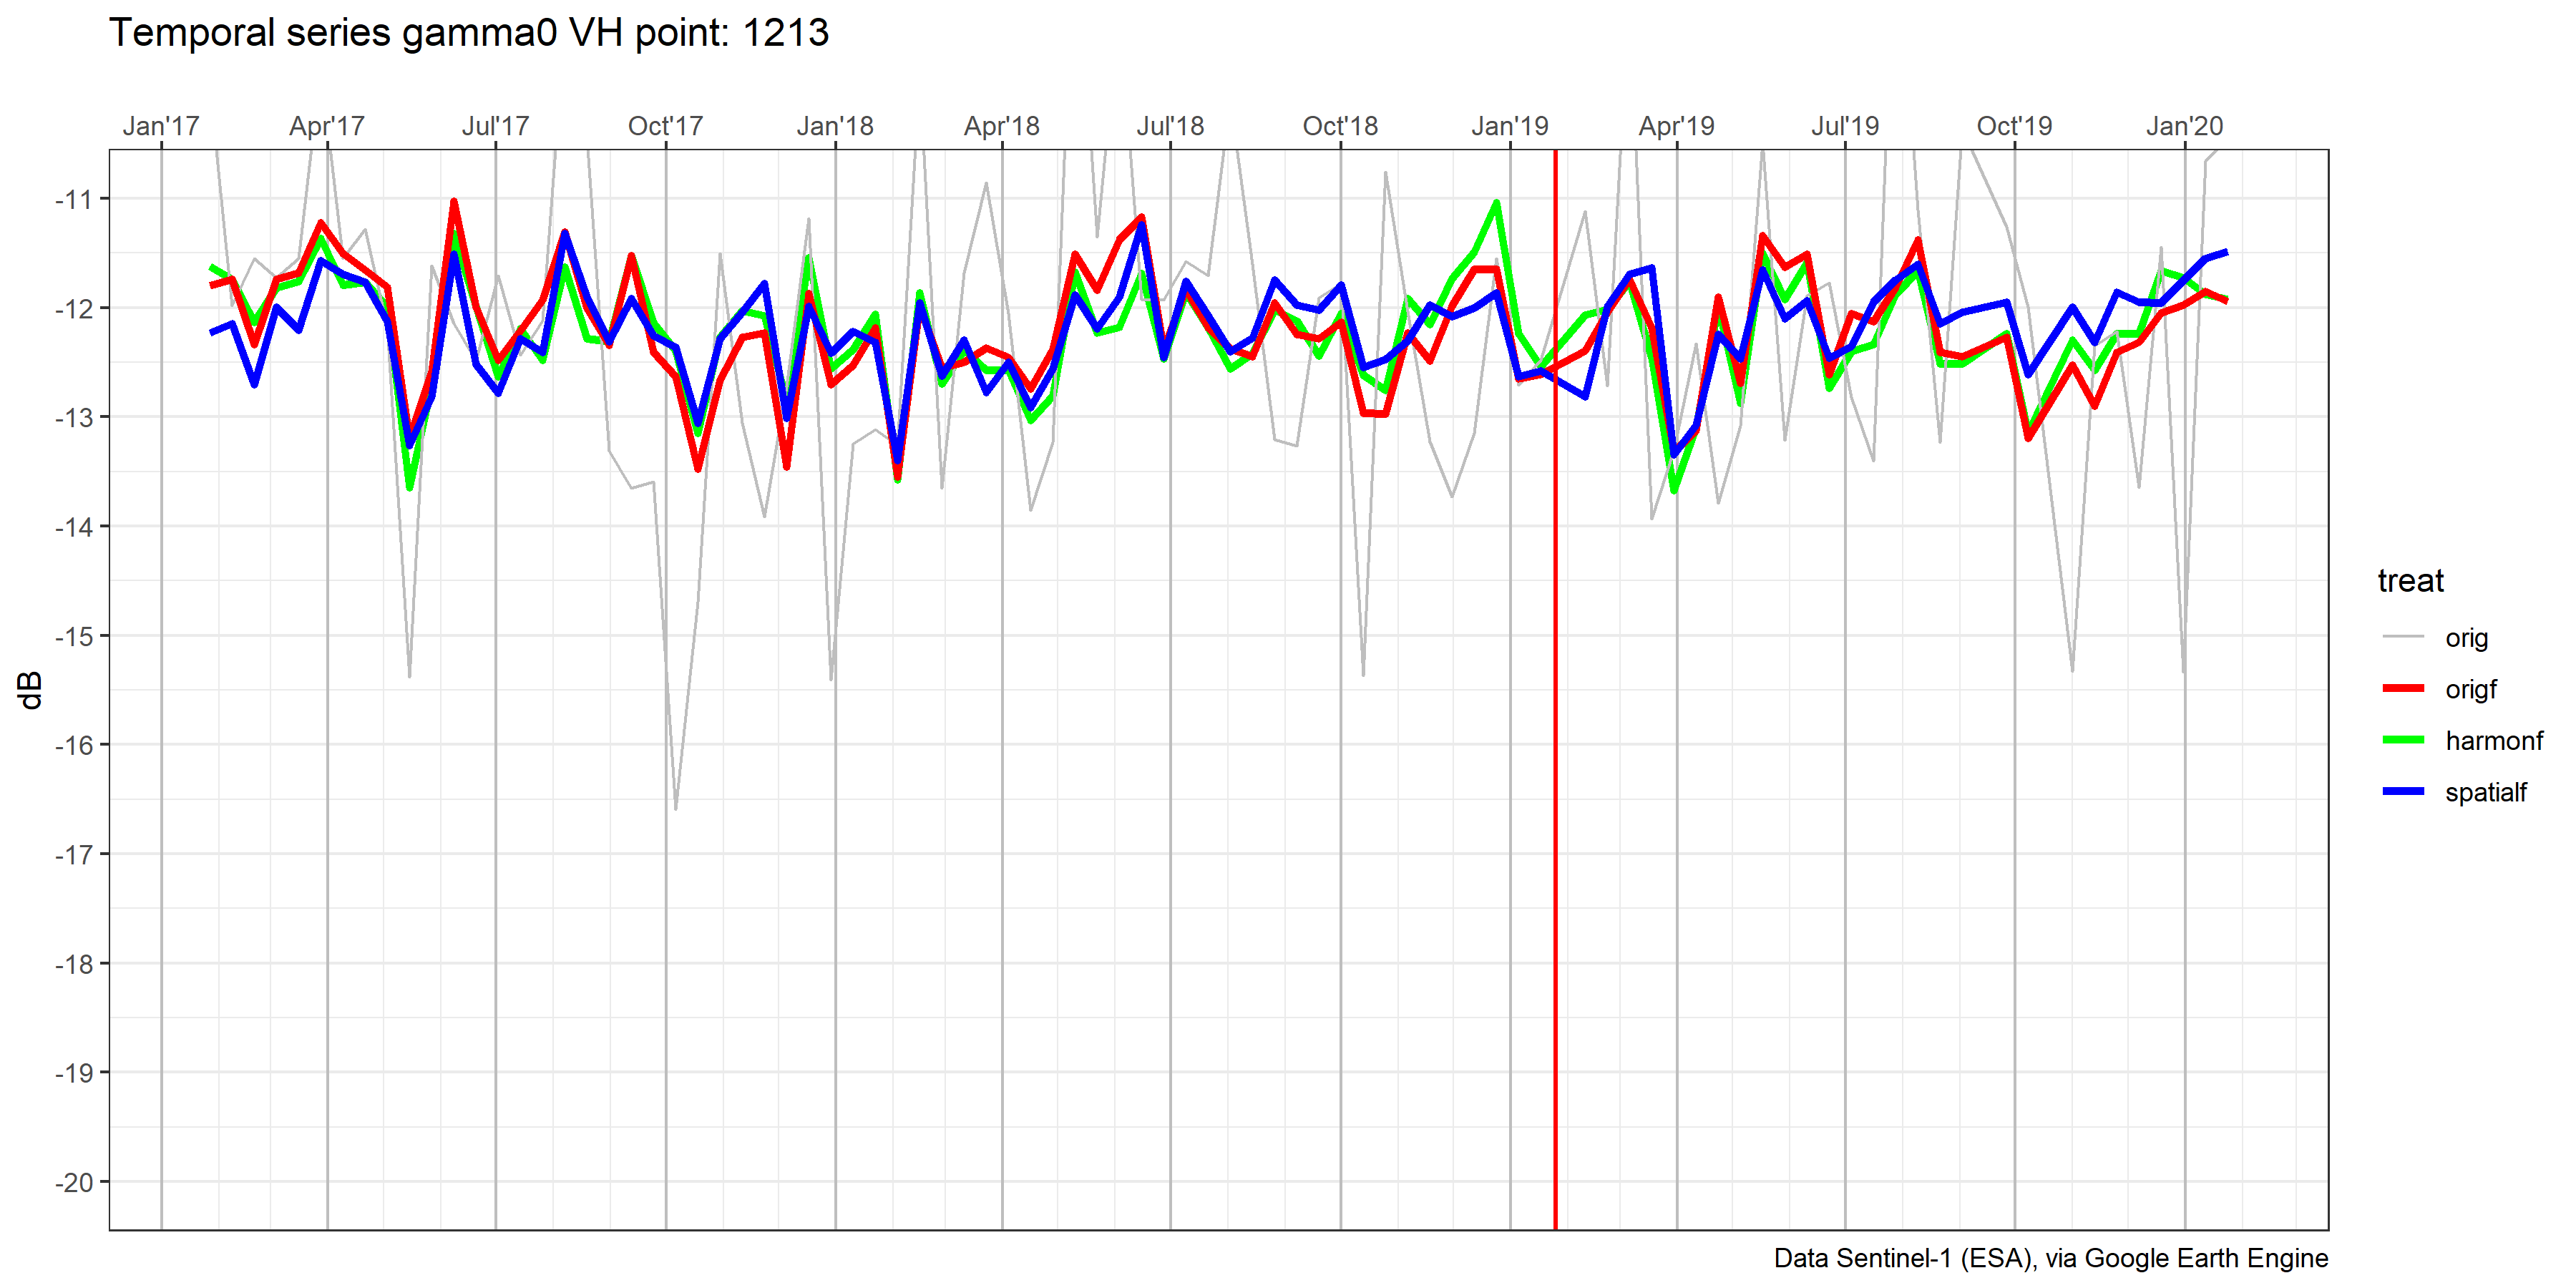 Temporal series gamma0 VH point: 1213
Jan'17 Apr'17 Jul'17 Oct'17 Jan'18 Apr'18 Jul'18 Oct'18 Jan'19 Apr'19 Jul'19 Oct'19 Jan'20
-11
-12
-13
-14
-15
-16
-17
-18
-19
-20
dB
treat
orig
origf
harmonf
spatialf
Data Sentinel-1 (ESA), via Google Earth Engine